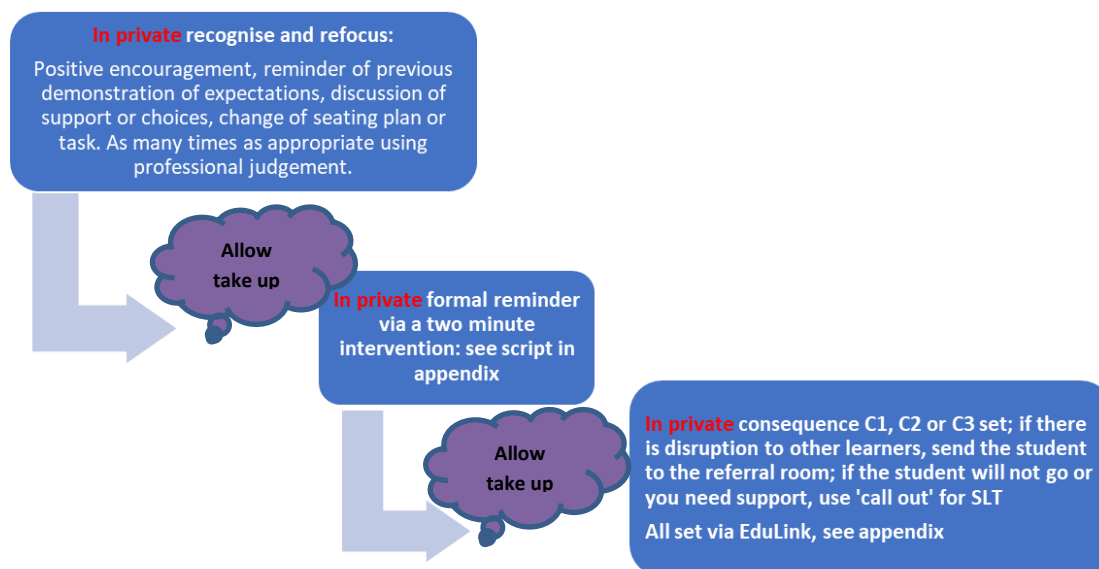 In private recognise and refocus:
Positive encouragement, reminder of previous
demonstration of expectations, discussion of
support or choices, change of seating plan or
task. As many times as appropriate using
professional judgement.
Allow
take up
In private formal reminder
via a two minute
intervention: see script in
appendix
Allow
take up
In private consequence C1, C2 or C3 set; if there
is disruption to other learners, send the student
to the referral room; if the student will not go or
you need support, use 'call out' for SLT
All set via EduLink, see appendix